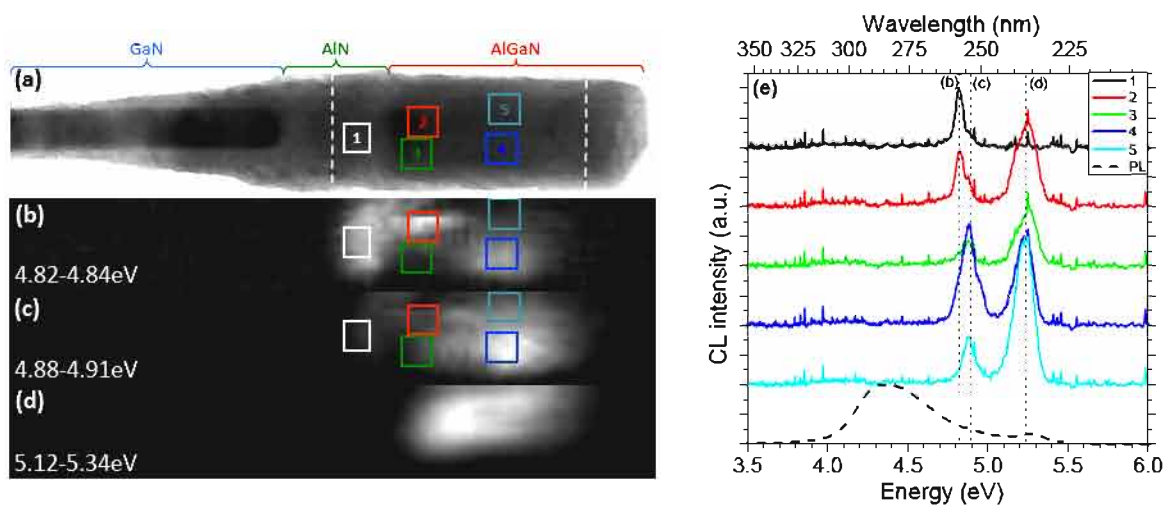 GaN AlN AlGaN
(a)
1 2 3 4 5
(b)
4.82-4.84eV
(c)
4.88-4.91eV
(d)
5.12-5.34eV
Wavelength (nm)
350 325 300 275 250 225
(e)
(b) (c) (d)
1
2
3
4
5
PL
CL intensity (a.u.)
3.5 4.0 4.5 5.0 5.5 6.0
Energy (eV)